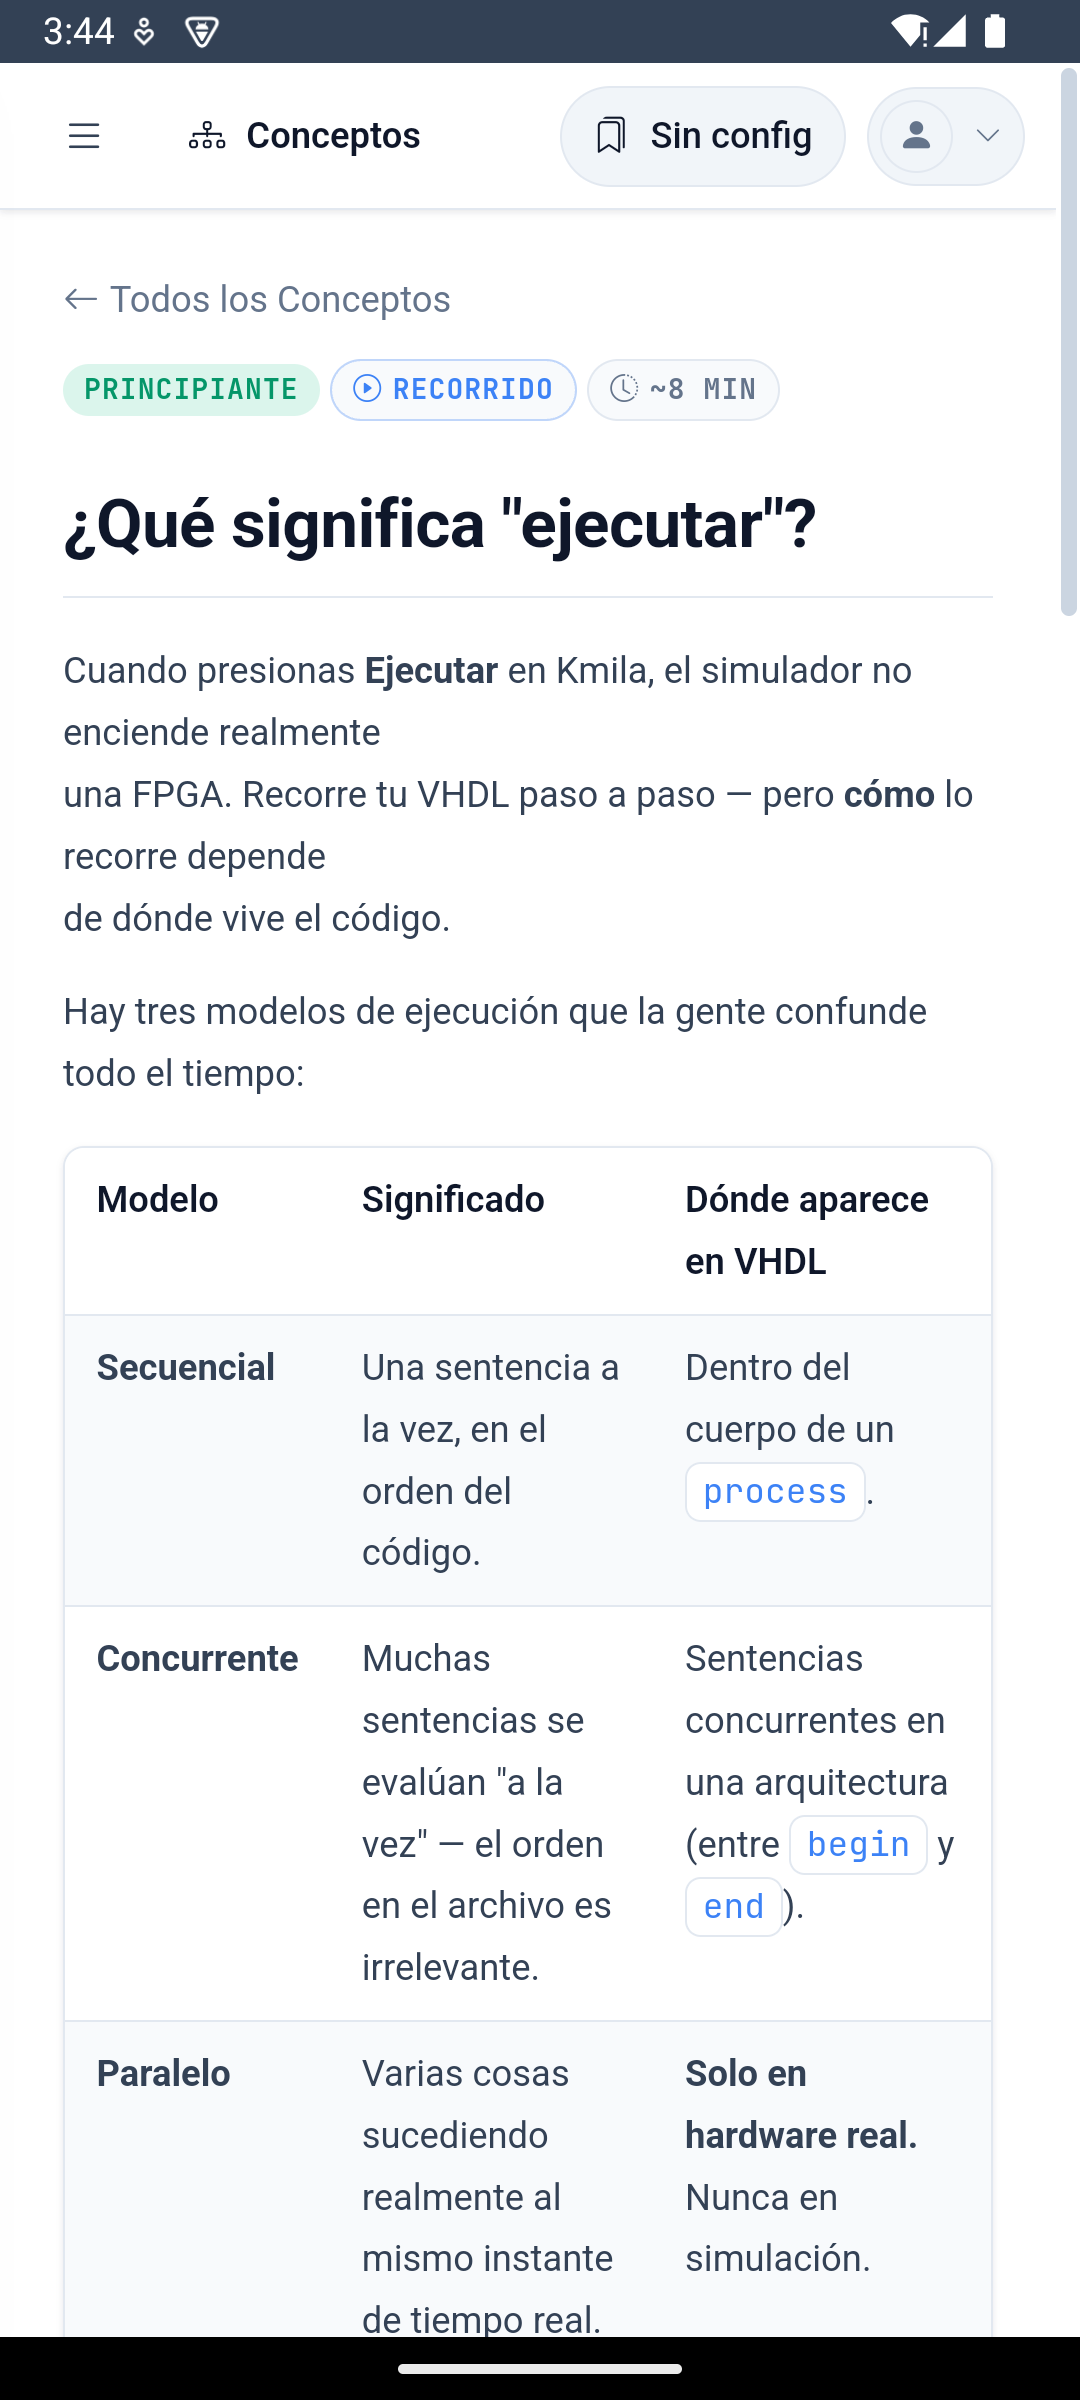 3:44
Conceptos
Sin config
← Todos los Conceptos
PRINCIPIANTE
RECORRIDO
~8 MIN
¿Qué significa "ejecutar"?
Cuando presionas Ejecutar en Kmila, el simulador no
enciende realmente
una FPGA. Recorre tu VHDL paso a paso — pero cómo lo
recorre depende
de dónde vive el código.
Hay tres modelos de ejecución que la gente confunde
todo el tiempo:
Modelo
Significado
Dónde aparece
en VHDL
Secuencial
Una sentencia a
la vez, en el
orden del
código.
Dentro del
cuerpo de un
process.
Concurrente
Muchas
sentencias se
evalúan "a la
vez" — el orden
en el archivo es
irrelevante.
Sentencias
concurrentes en
una arquitectura
(entre begin y
end).
Paralelo
Varias cosas
sucediendo
realmente al
mismo instante
de tiempo real.
Solo en
hardware real.
Nunca en
simulación.